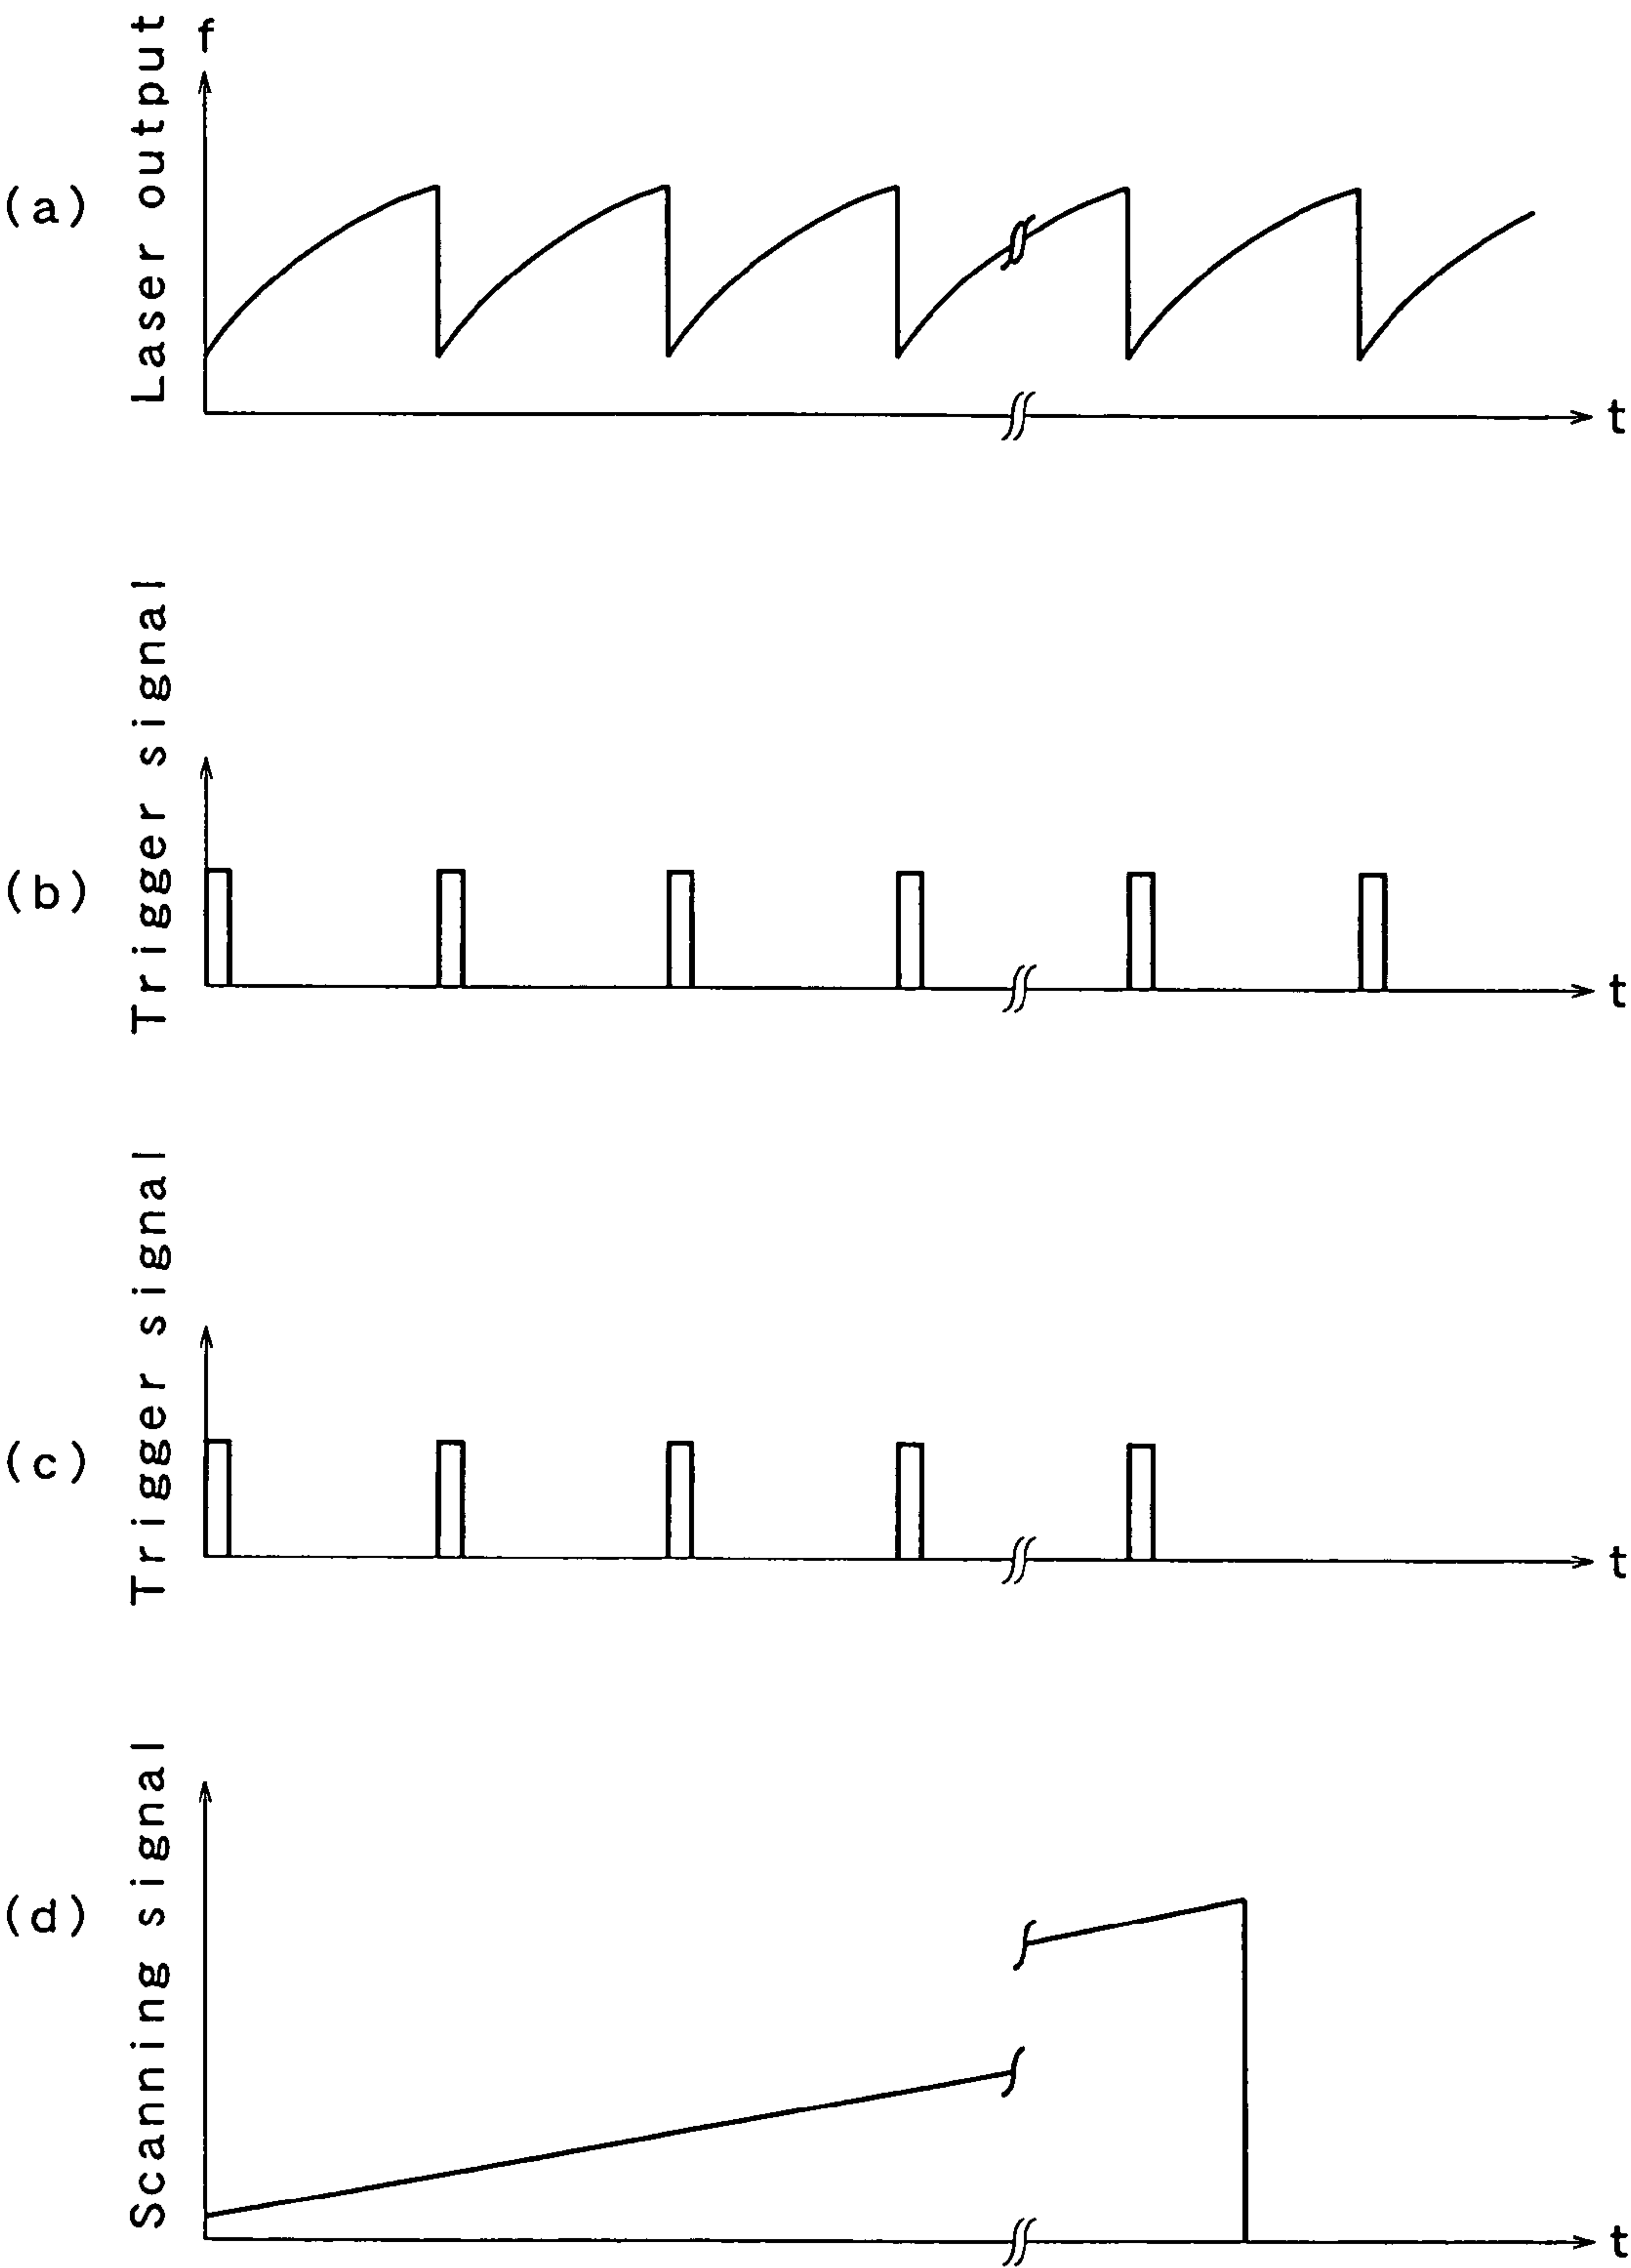 f
Laser output
(a)
t
Trigger signal
(b)
t
Trigger signal
(c)
t
Scanning signal
(d)
t